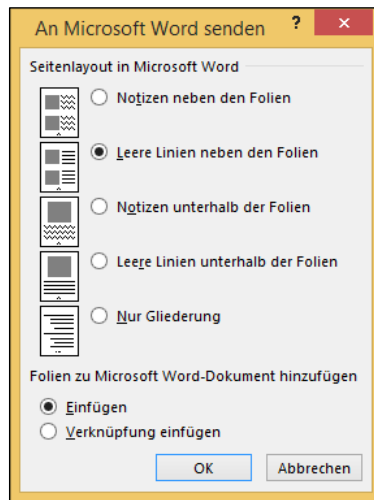 An Microsoft Word senden ?
Seitenlayout in Microsoft Word
Notizen neben den Folien
Leere Linien neben den Folien
Notizen unterhalb der Folien
Leere Linien unterhalb der Folien
Nur Gliederung
Folien zu Microsoft Word-Dokument hinzufügen
Einfügen
Verknüpfung einfügen
OK Abbrechen